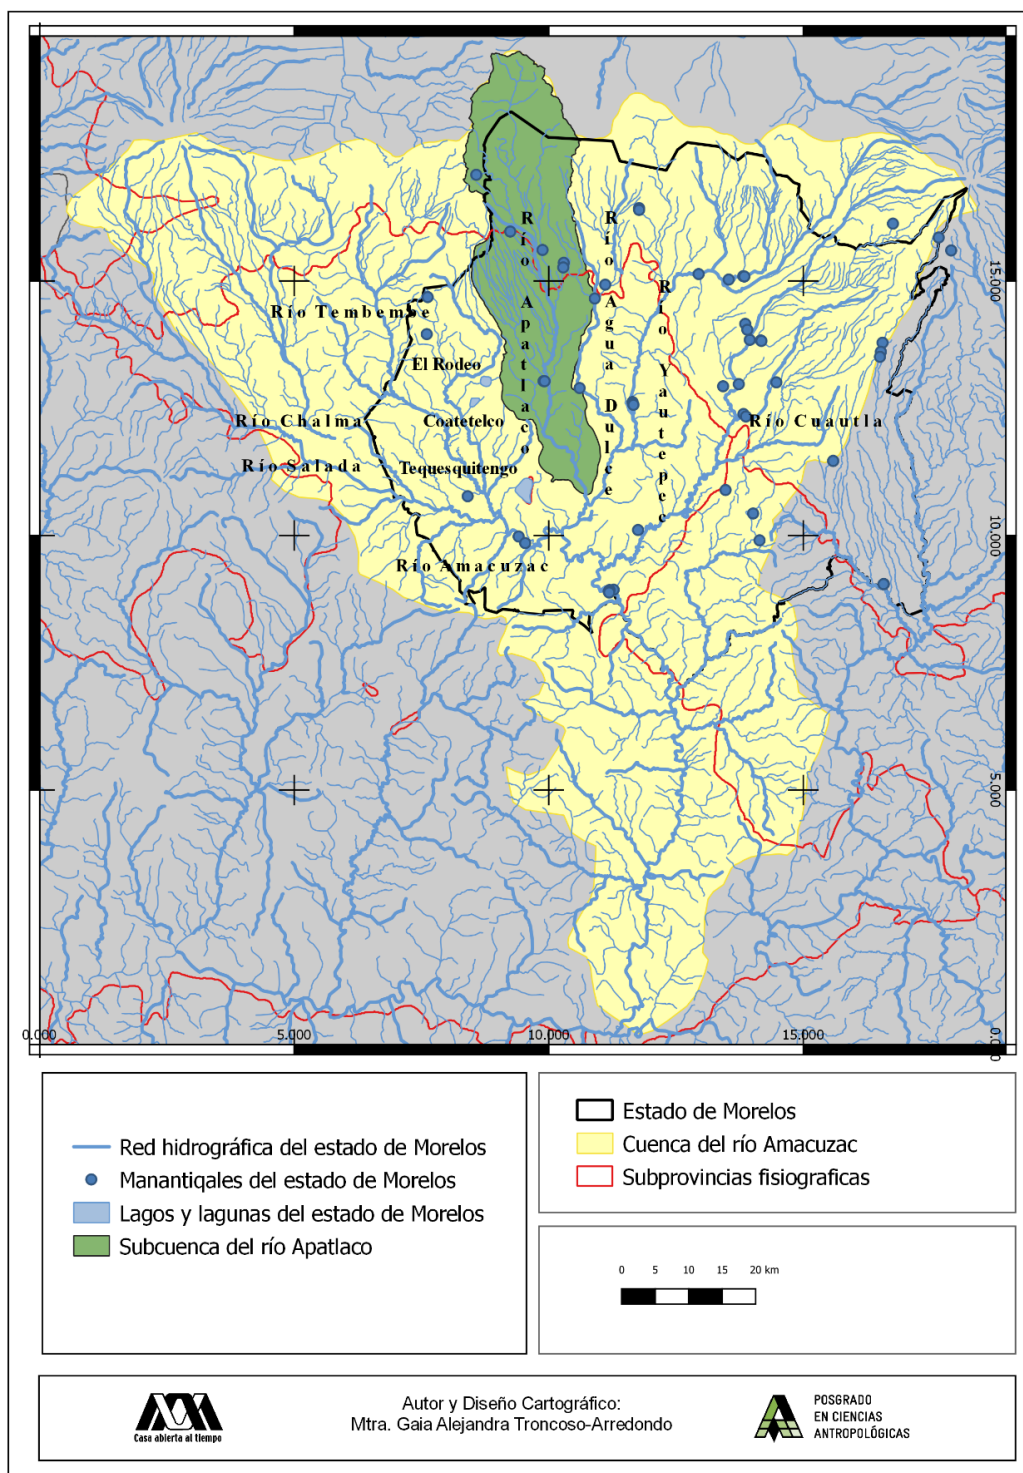 Río Apatlaco
Río Agua Dulce
Río Yautepec
Río Tembembe
El Rodeo
Río Chalma
Coatetelco
Río Cuautla
Río Salada
Tequesquitengo
Río Amacuzac
15.000
10.000
5.000
0.000
0.000 5.000 10.000 15.000
Red hidrográfica del estado de Morelos
Manantiqales del estado de Morelos
Lagos y lagunas del estado de Morelos
Subcuenca del río Apatlaco
Estado de Morelos
Cuenca del río Amacuzac
Subprovincias fisiograficas
0 5 10 15 20 km
Casa abierta al tiempo
Autor y Diseño Cartográfico:
Mtra. Gaia Alejandra Troncoso-Arredondo
POSGRADO
EN CIENCIAS
ANTROPOLÓGICAS